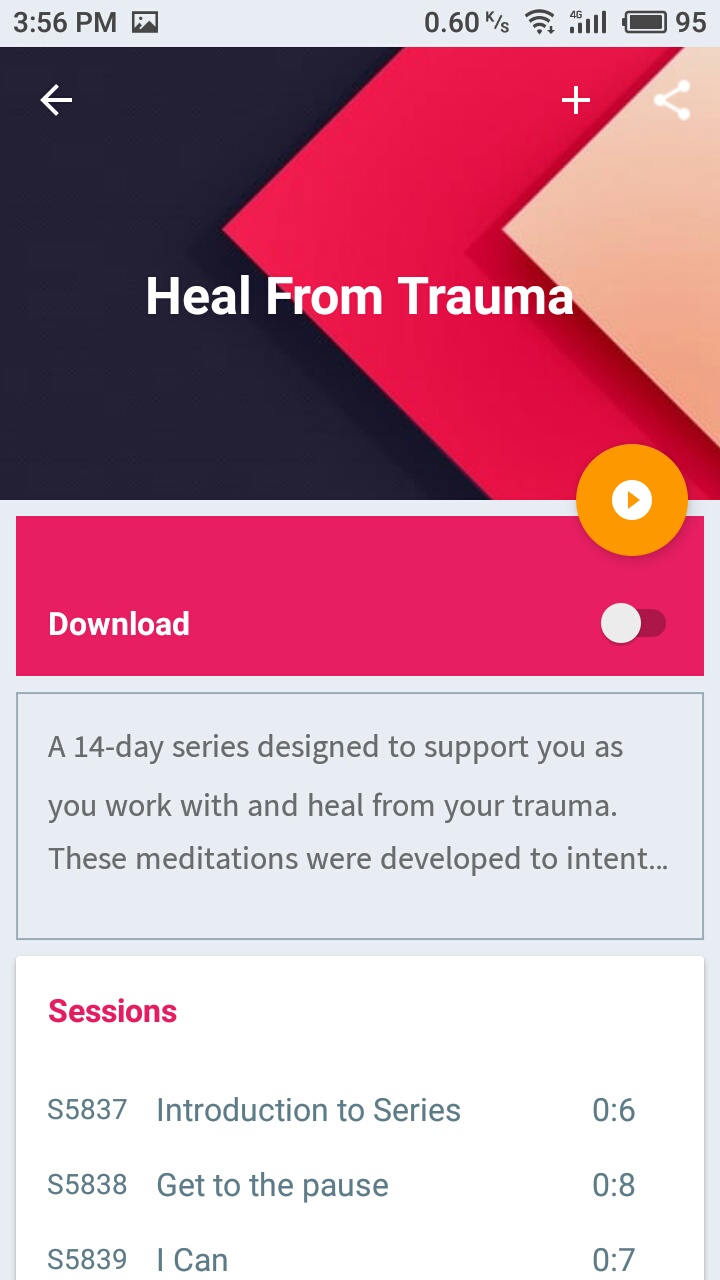 3:56 PM 0.60 K/s 4G 95
Heal From Trauma
Download
A 14-day series designed to support you as
you work with and heal from your trauma.
These meditations were developed to intent...
Sessions
S5837 Introduction to Series 0:6
S5838 Get to the pause 0:8
S5839 I Can 0:7